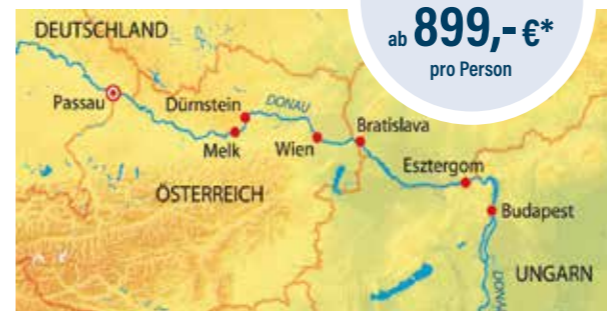 DEUTSCHLAND
ab 899,- €*
pro Person
Passau
Dürnstein
DONAU
Melk
Wien
Bratislava
Esztergom
ÖSTERREICH
Budapest
UNGARN